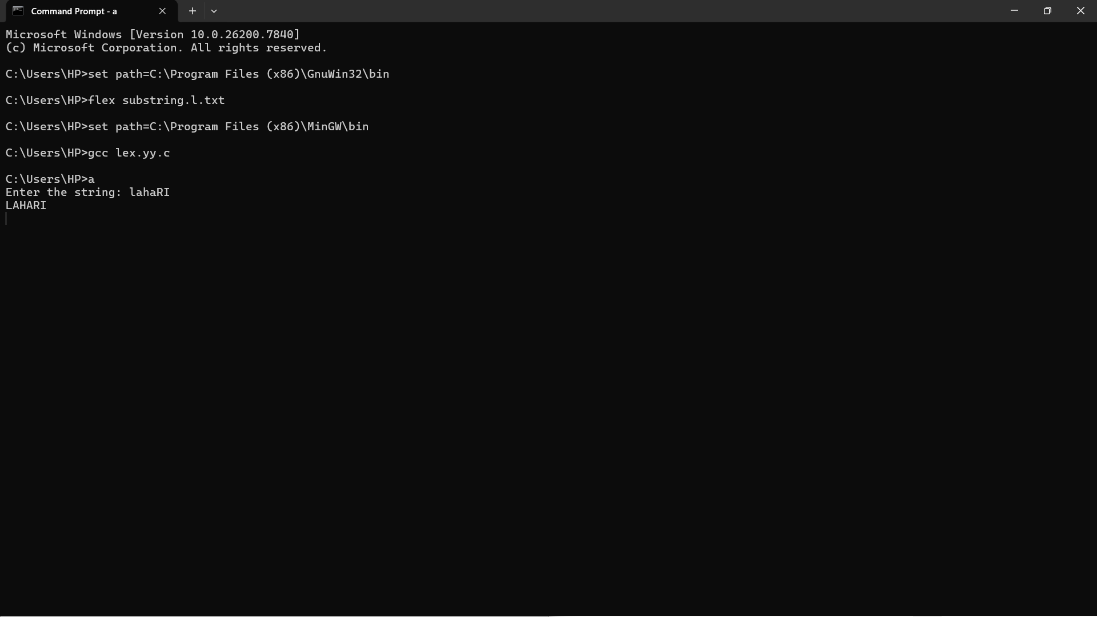 Command Prompt - a
Microsoft Windows [Version 10.0.26200.7840]
(c) Microsoft Corporation. All rights reserved.
C:\Users\HP>set path=C:\Program Files (x86)\GnuWin32\bin
C:\Users\HP>flex substring.l.txt
C:\Users\HP>set path=C:\Program Files (x86)\MinGW\bin
C:\Users\HP>gcc lex.yy.c
C:\Users\HP>a
Enter the string: lahaRI
LAHARI